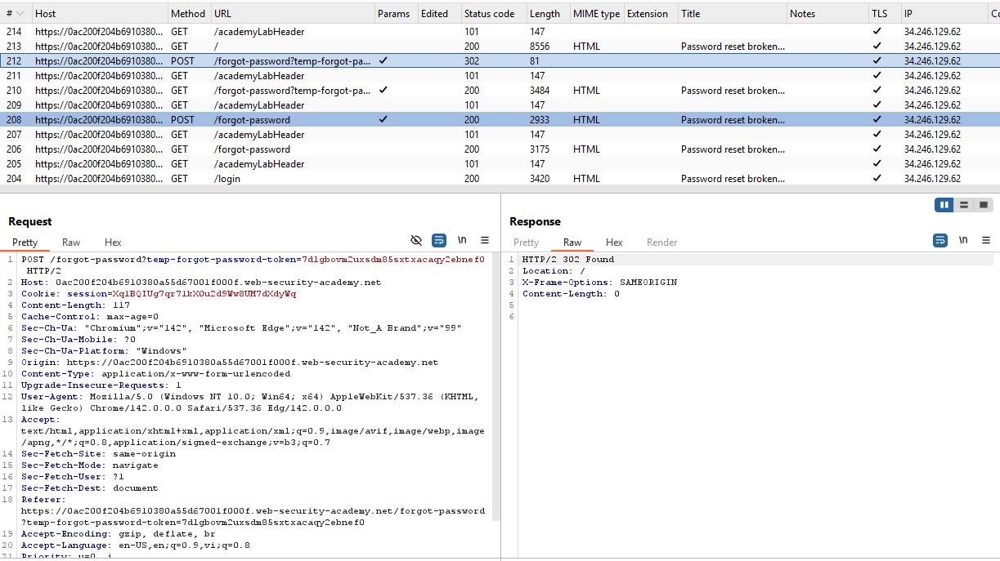 # Host Method URL Params Edited Status code Length MIME type Extension Title Notes TLS IP
214 https://0ac200f204b6910380... GET /academyLabHeader 101 147 ✓ 34.246.129.62
213 https://0ac200f204b6910380... GET / 200 8556 HTML Password reset broken... ✓ 34.246.129.62
212 https://0ac200f204b6910380... POST /forgot-password?temp-forgot-pa... ✓ 302 81 ✓ 34.246.129.62
211 https://0ac200f204b6910380... GET /academyLabHeader 101 147 ✓ 34.246.129.62
210 https://0ac200f204b6910380... GET /forgot-password?temp-forgot-pa... ✓ 200 3484 HTML Password reset broken... ✓ 34.246.129.62
209 https://0ac200f204b6910380... GET /academyLabHeader 101 147 ✓ 34.246.129.62
208 https://0ac200f204b6910380... POST /forgot-password ✓ 200 2933 HTML Password reset broken... ✓ 34.246.129.62
207 https://0ac200f204b6910380... GET /academyLabHeader 101 147 ✓ 34.246.129.62
206 https://0ac200f204b6910380... GET /forgot-password 200 3175 HTML Password reset broken... ✓ 34.246.129.62
205 https://0ac200f204b6910380... GET /academyLabHeader 101 147 ✓ 34.246.129.62
204 https://0ac200f204b6910380... GET /login 200 3420 HTML Password reset broken... ✓ 34.246.129.62
Request
Pretty Raw Hex \n
1 POST /forgot-password?temp-forgot-password-token=7dlgbovm2uxsdm85sxtxacaqy2ebnef0
HTTP/2
2 Host: 0ac200f204b6910380a55d67001f000f.web-security-academy.net
3 Cookie: session=XqlBQIUg7qr7lkX0u2d9Ww8UM7dXdyWq
4 Content-Length: 117
5 Cache-Control: max-age=0
6 Sec-Ch-Ua: "Chromium";v="142", "Microsoft Edge";v="142", "Not_A Brand";v="99"
7 Sec-Ch-Ua-Mobile: ?0
8 Sec-Ch-Ua-Platform: "Windows"
9 Origin: https://0ac200f204b6910380a55d67001f000f.web-security-academy.net
10 Content-Type: application/x-www-form-urlencoded
11 Upgrade-Insecure-Requests: 1
12 User-Agent: Mozilla/5.0 (Windows NT 10.0; Win64; x64) AppleWebKit/537.36 (KHTML,
like Gecko) Chrome/142.0.0.0 Safari/537.36 Edg/142.0.0.0
13 Accept:
text/html,application/xhtml+xml,application/xml;q=0.9,image/avif,image/webp,image
/apng,*/*;q=0.8,application/signed-exchange;v=b3;q=0.7
14 Sec-Fetch-Site: same-origin
15 Sec-Fetch-Mode: navigate
16 Sec-Fetch-User: ?1
17 Sec-Fetch-Dest: document
18 Referer:
https://0ac200f204b6910380a55d67001f000f.web-security-academy.net/forgot-password
?temp-forgot-password-token=7dlgbovm2uxsdm85sxtxacaqy2ebnef0
19 Accept-Encoding: gzip, deflate, br
20 Accept-Language: en-US,en;q=0.9,vi;q=0.8
21 Priority: u=0, i
Response
Pretty Raw Hex Render \n
1 HTTP/2 302 Found
2 Location: /
3 X-Frame-Options: SAMEORIGIN
4 Content-Length: 0
5
6